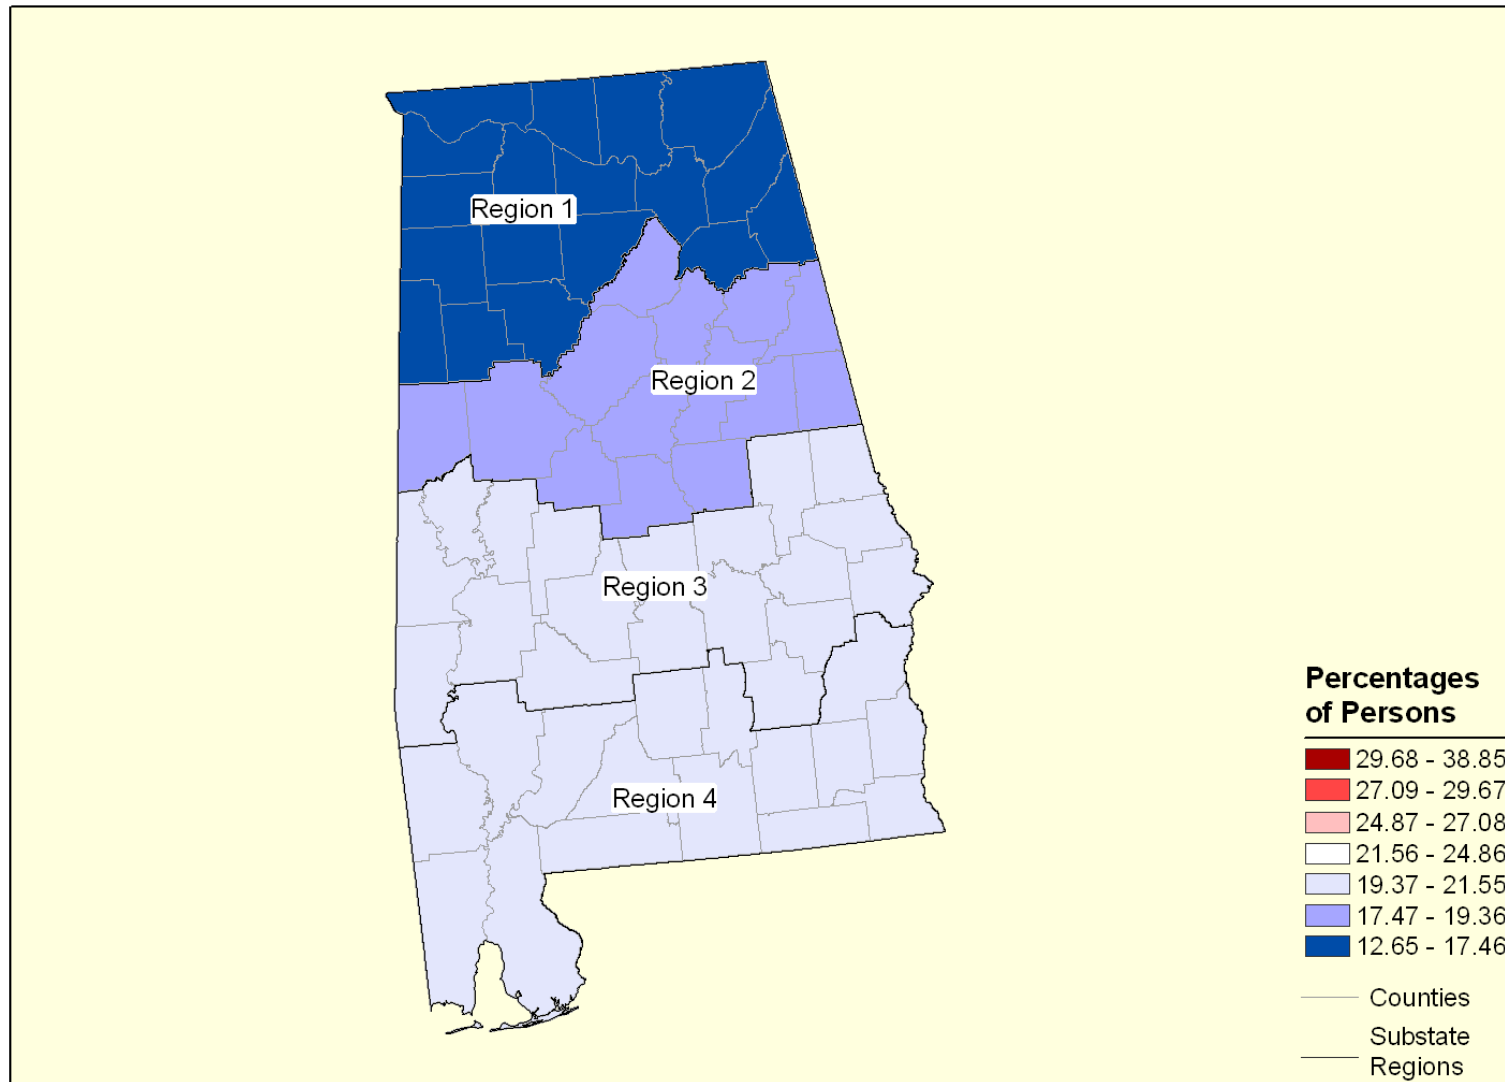 Region 1
Region 2
Region 3
Region 4
Percentages
of Persons
29.68 - 38.85
27.09 - 29.67
24.87 - 27.08
21.56 - 24.86
19.37 - 21.55
17.47 - 19.36
12.65 - 17.46
Counties
Substate
Regions